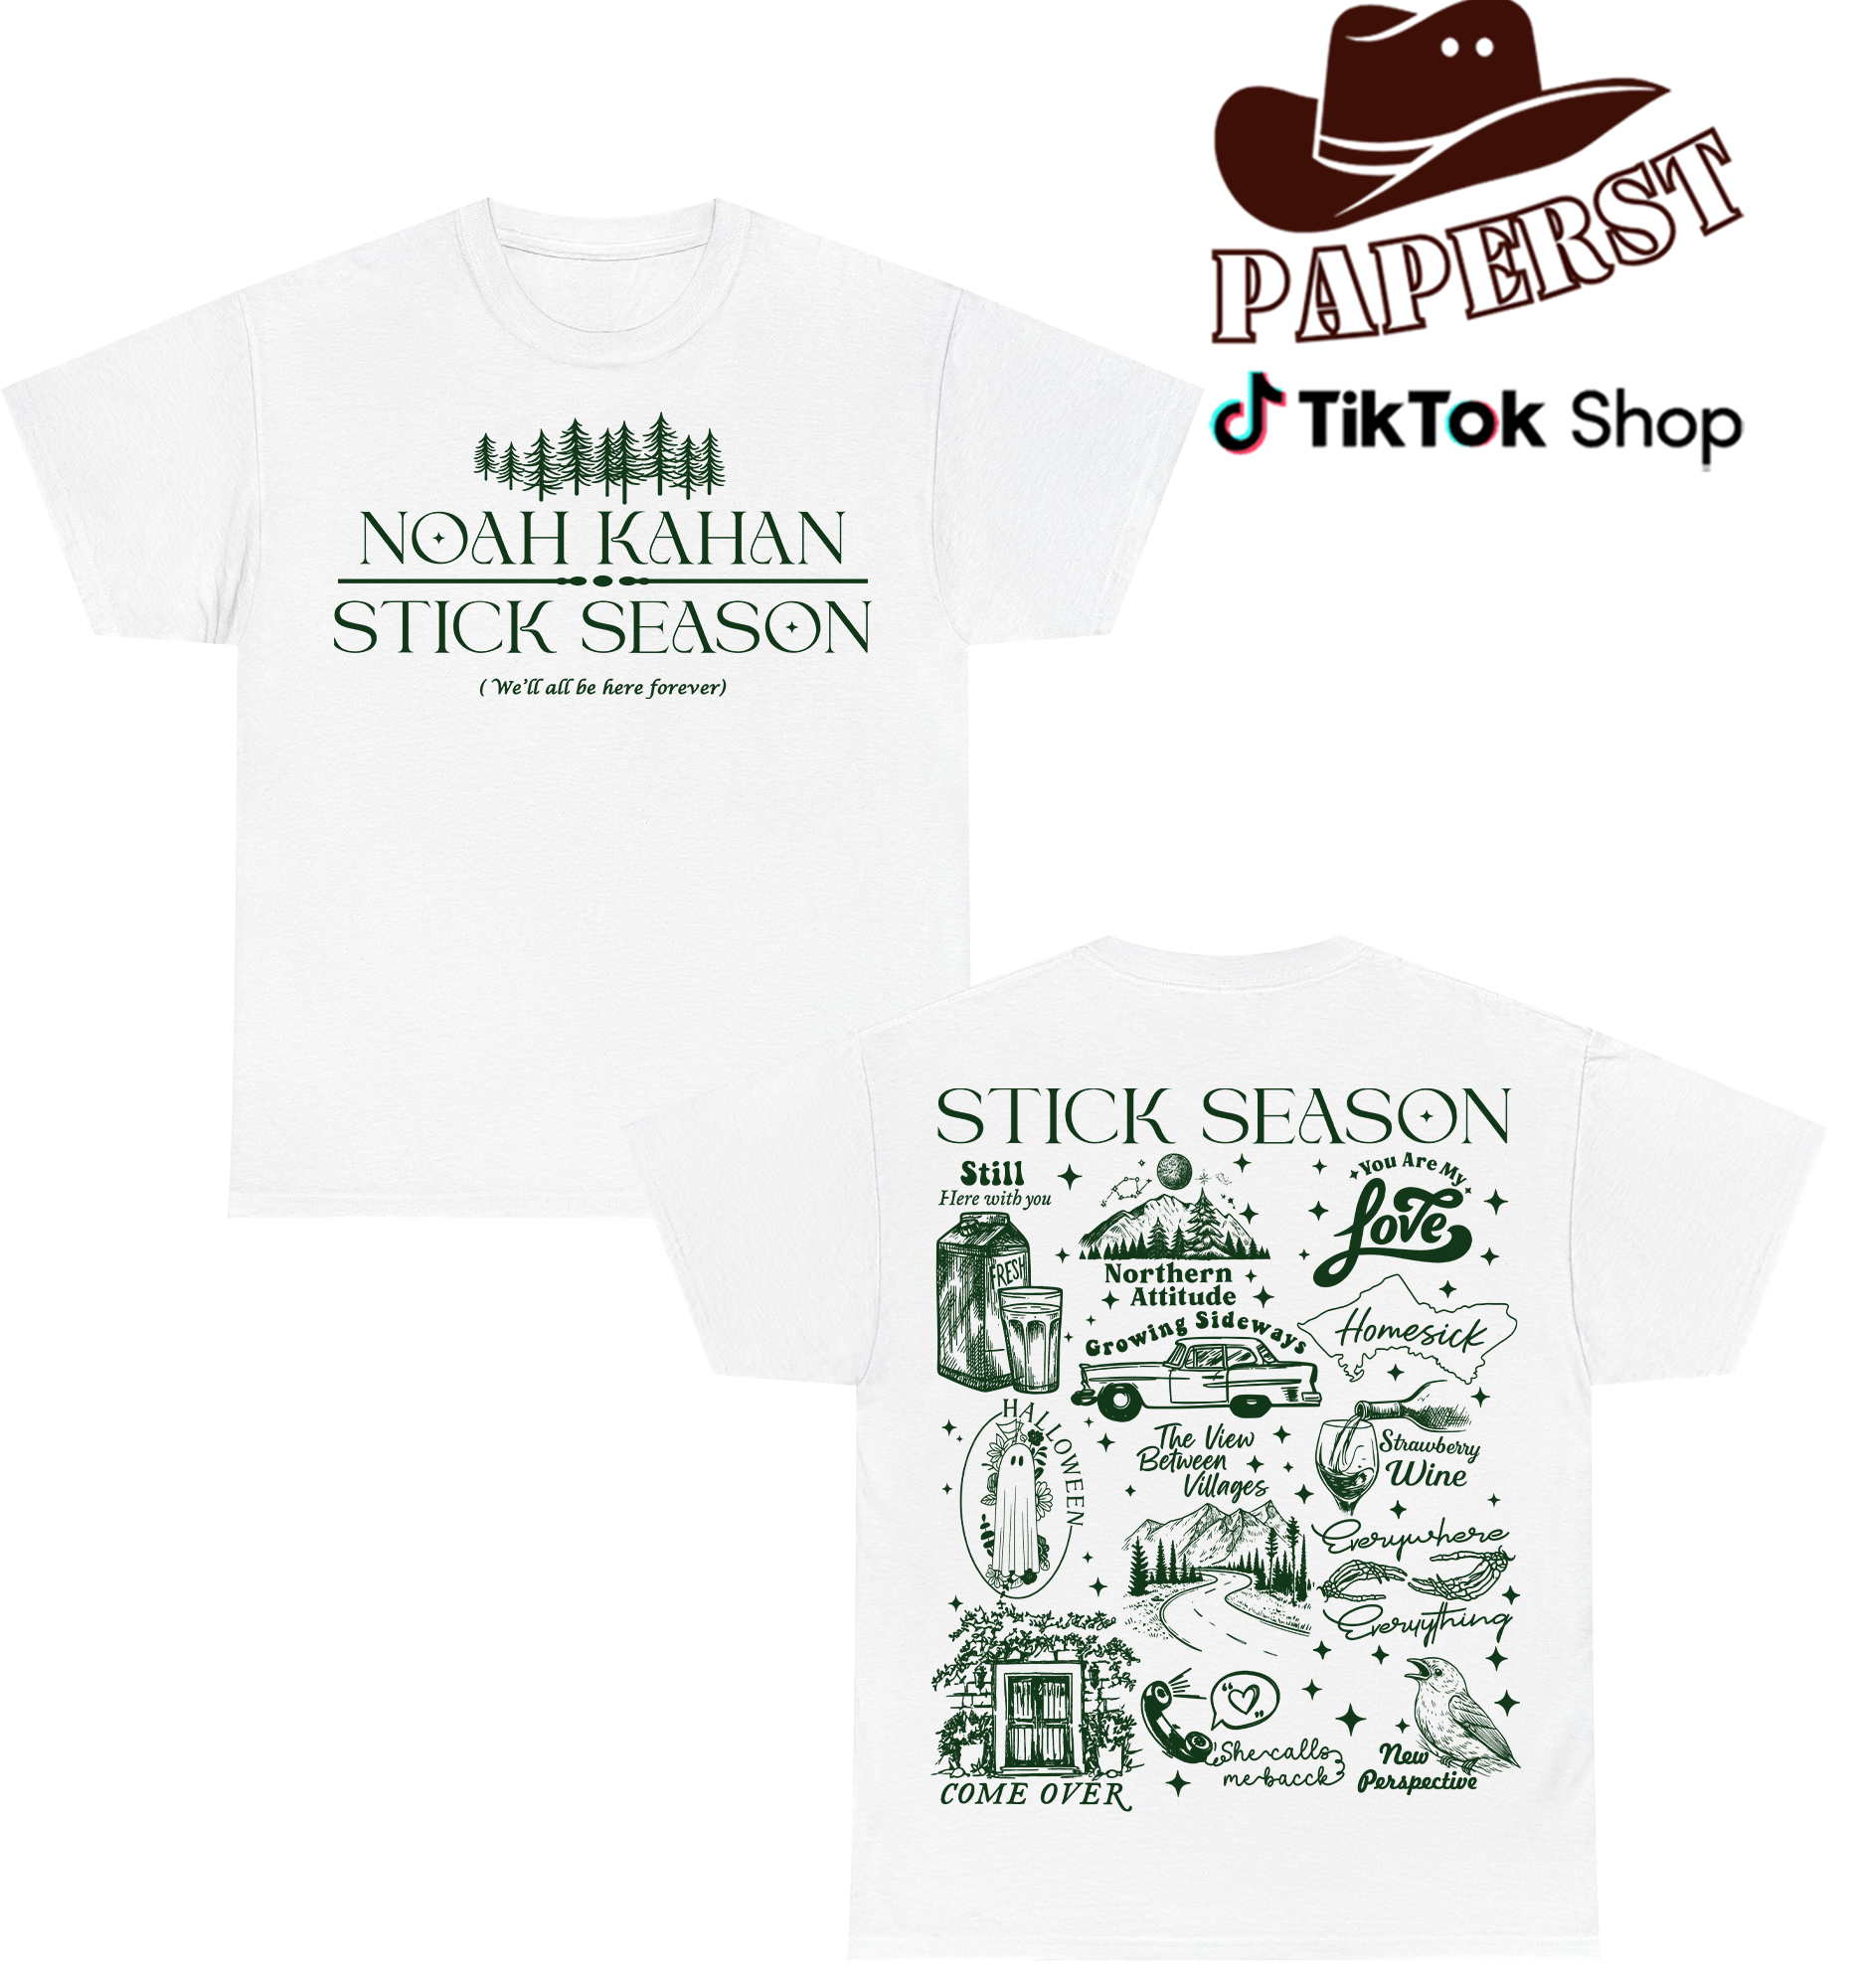 PAPERST
TikTok Shop
NOAH KAHAN
STICK SEASON
( We'll all be here forever)
STICK SEASON
Still
Here with you
FRESH
Northern
Attitude
You Are My
Love
Growing Sideways
Homesick
HALLOWEEN
The View
Between
Villages
Strawberry
Wine
Everywhere
Everyything
COME OVER
She calls
me bacck
New
Perspective